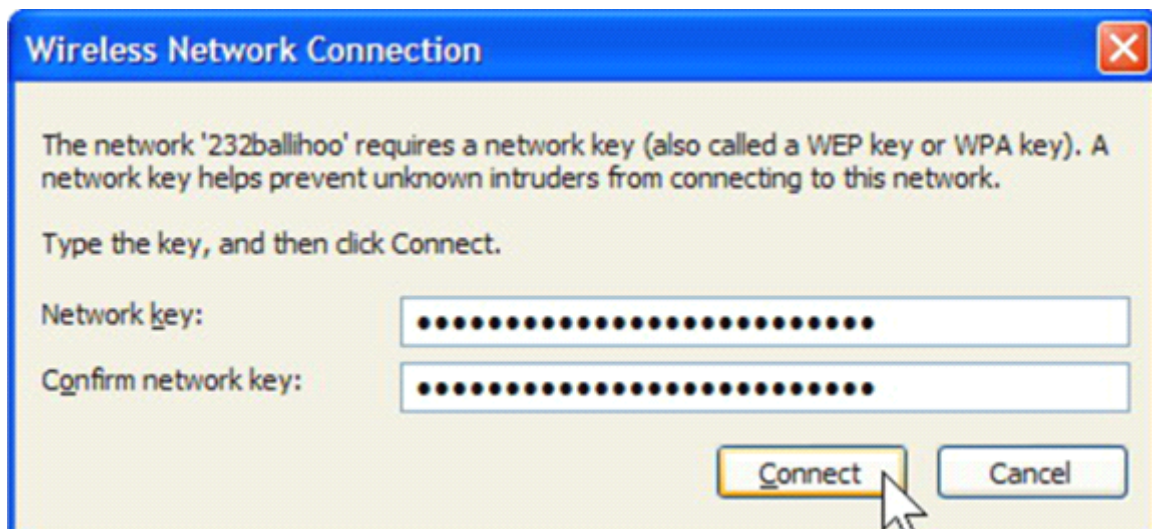 Wireless Network Connection
The network '232ballihoo' requires a network key (also called a WEP key or WPA key). A
network key helps prevent unknown intruders from connecting to this network.
Type the key, and then click Connect.
Network key:
Confirm network key:
Connect Cancel